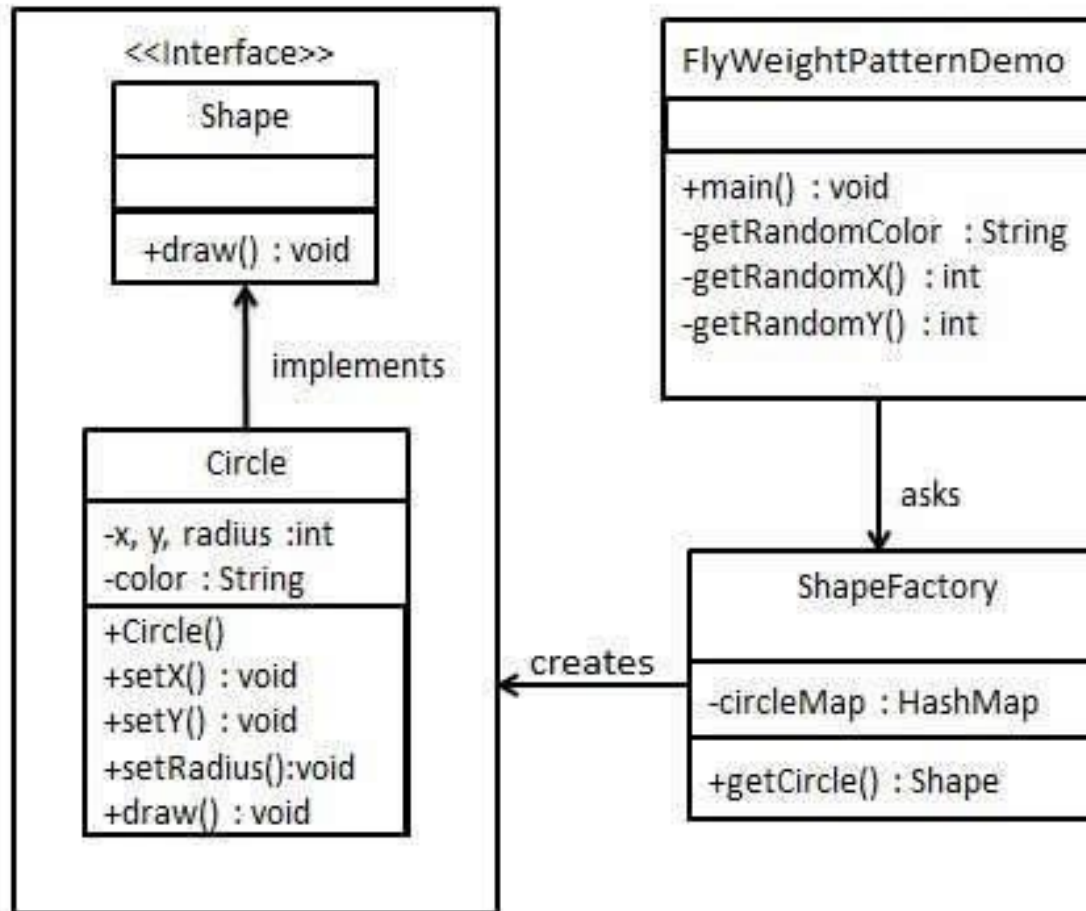 <<Interface>>
Shape
+draw() : void
implements
Circle
-x, y, radius :int
-color : String
+Circle()
+setX() : void
+setY() : void
+setRadius():void
+draw() : void
FlyWeightPatternDemo
+main() : void
-getRandomColor : String
-getRandomX() : int
-getRandomY() : int
asks
ShapeFactory
-circleMap : HashMap
+getCircle() : Shape
creates